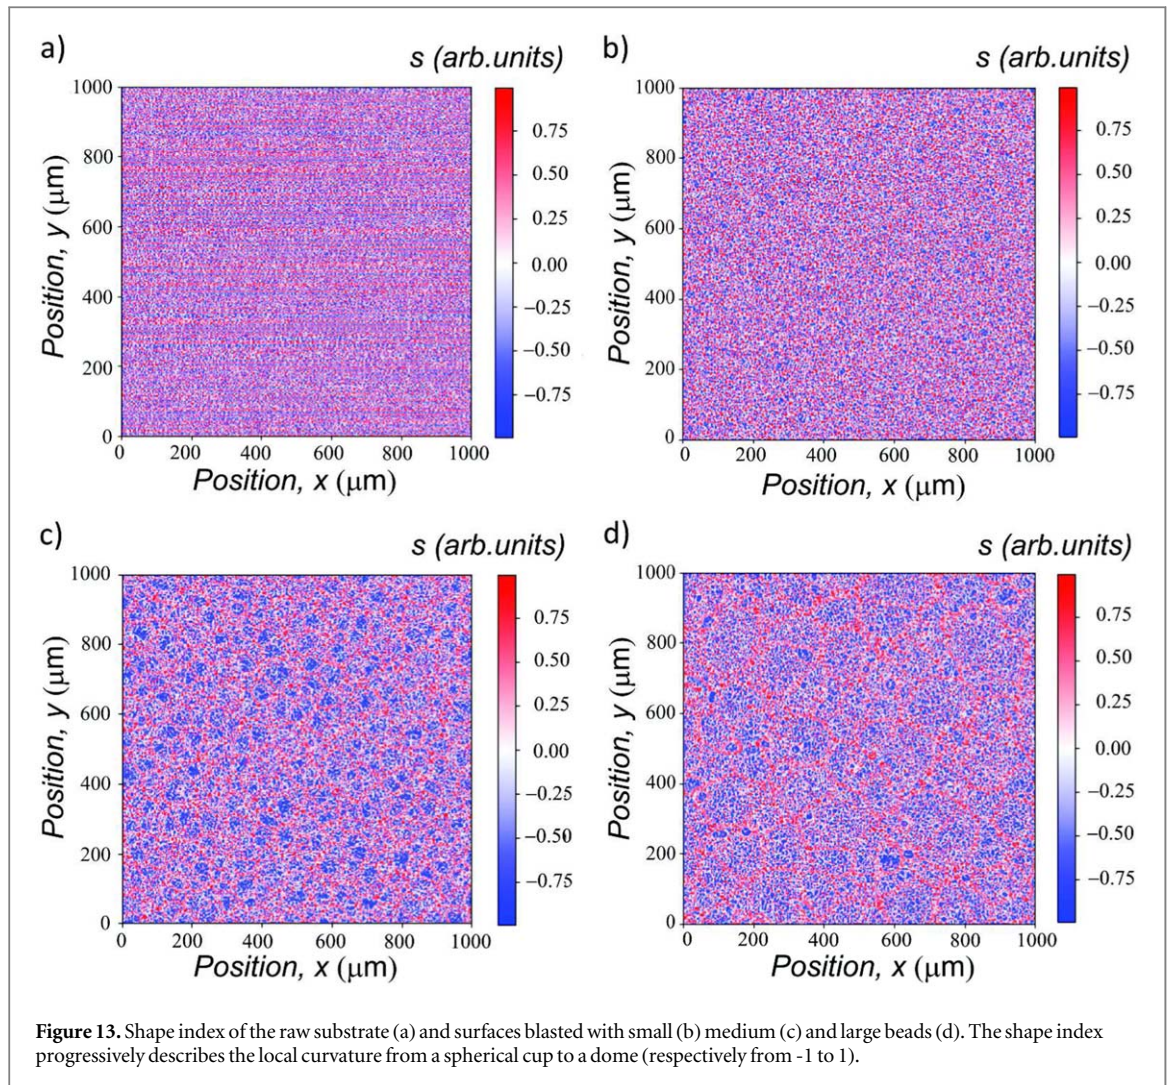 a)
s (arb.units)
1000
800
600
400
200
0
Position, y (μm)
0 200 400 600 800 1000
Position, x (μm)
0.75
0.50
0.25
0.00
−0.25
−0.50
−0.75
b)
s (arb.units)
1000
800
600
400
200
0
Position, y (μm)
0 200 400 600 800 1000
Position, x (μm)
0.75
0.50
0.25
0.00
−0.25
−0.50
−0.75
c)
s (arb.units)
1000
800
600
400
200
0
Position, y (μm)
0 200 400 600 800 1000
Position, x (μm)
0.75
0.50
0.25
0.00
−0.25
−0.50
−0.75
d)
s (arb.units)
1000
800
600
400
200
0
Position, y (μm)
0 200 400 600 800 1000
Position, x (μm)
0.75
0.50
0.25
0.00
−0.25
−0.50
−0.75
Figure 13. Shape index of the raw substrate (a) and surfaces blasted with small (b) medium (c) and large beads (d). The shape index
progressively describes the local curvature from a spherical cup to a dome (respectively from -1 to 1).